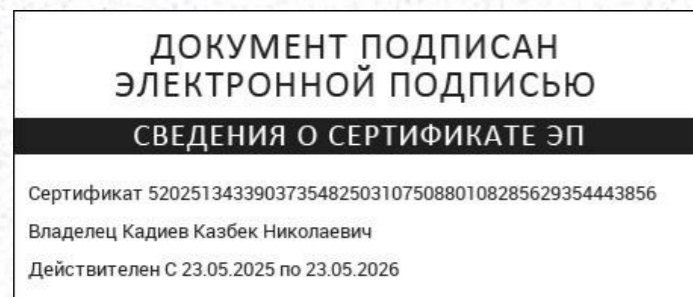 ДОКУМЕНТ ПОДПИСАН
ЭЛЕКТРОННОЙ ПОДПИСЬЮ
СВЕДЕНИЯ О СЕРТИФИКАТЕ ЭП
Сертификат 520251343390373548250310750880108285629354443856
Владелец Кадиев Казбек Николаевич
Действителен С 23.05.2025 по 23.05.2026